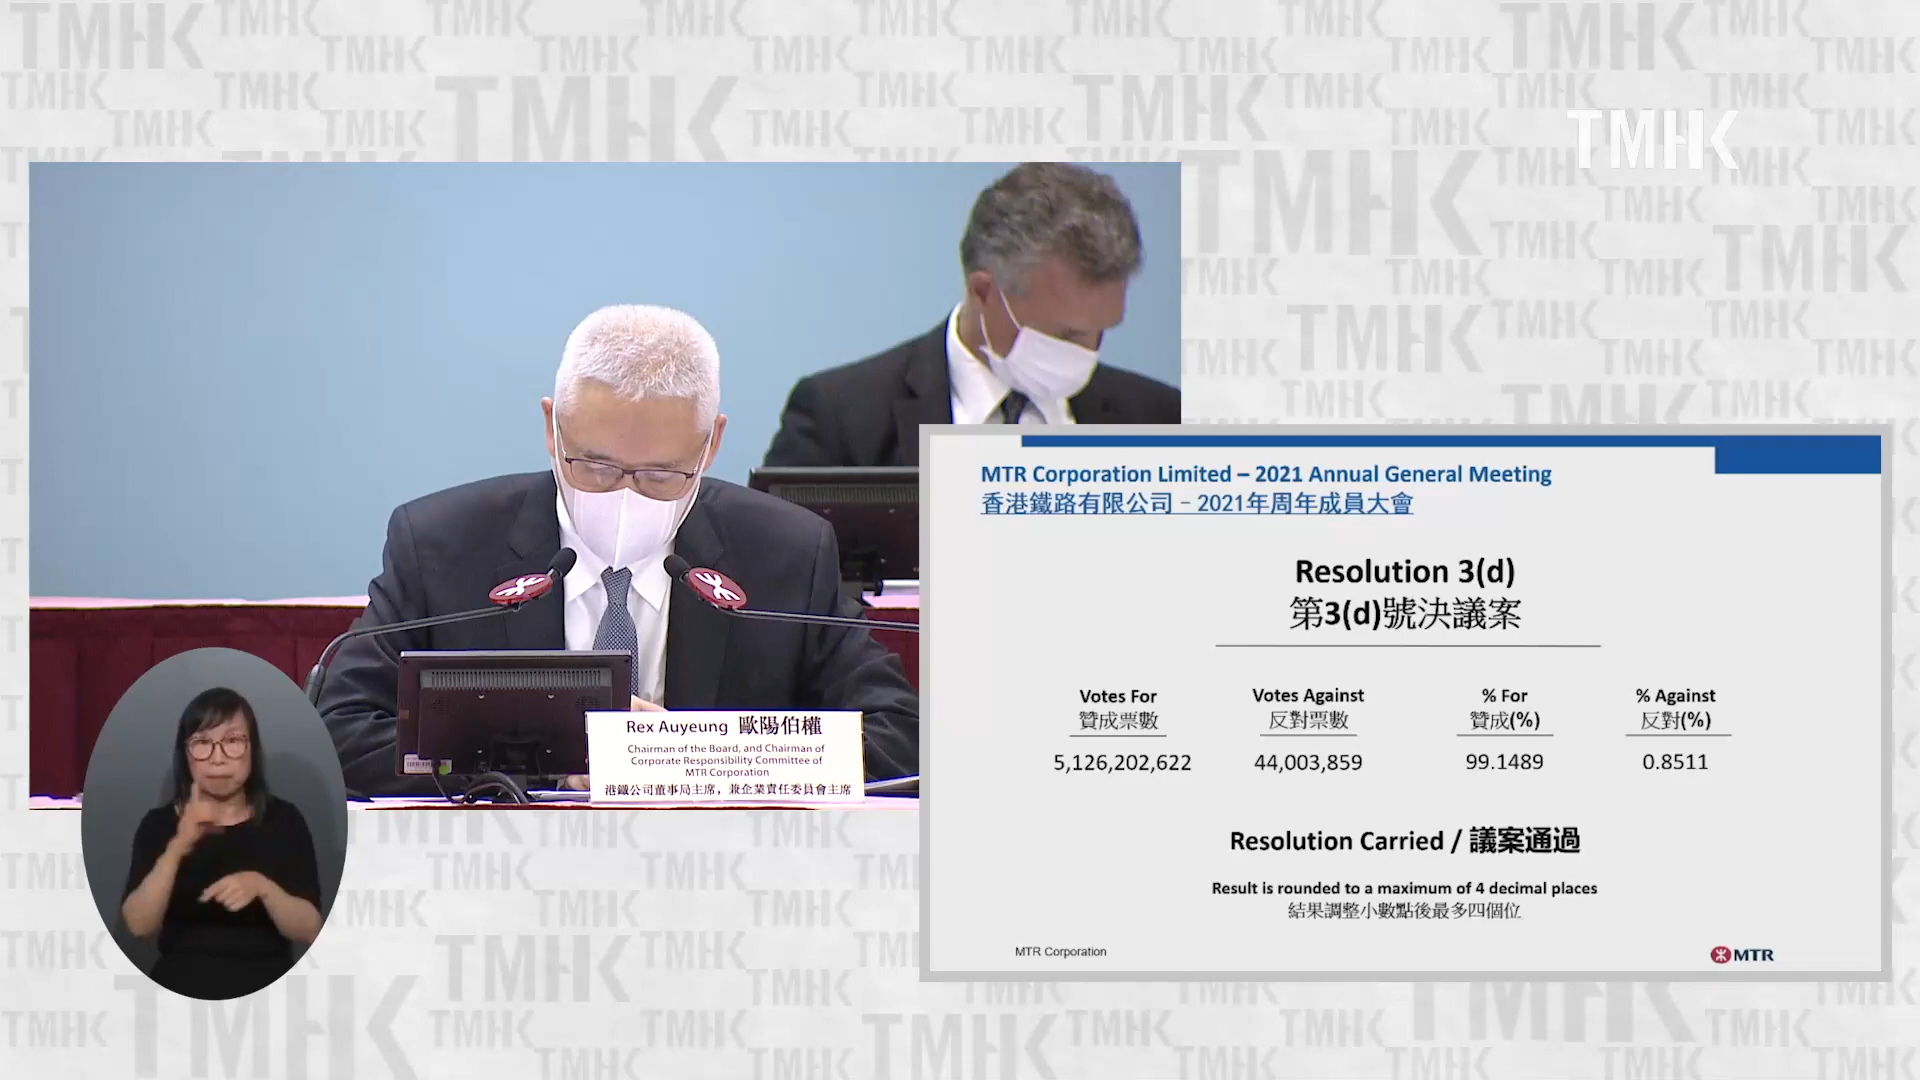 TMHK
MTR Corporation Limited – 2021 Annual General Meeting
香港鐵路有限公司 – 2021年周年成員大會
Resolution 3(d)
第3(d)號決議案
Votes For Votes Against % For % Against
贊成票數 反對票數 贊成(%) 反對(%)
5,126,202,622 44,003,859 99.1489 0.8511
Resolution Carried / 議案通過
Result is rounded to a maximum of 4 decimal places
結果調整小數點後最多四個位
MTR Corporation
MTR
Rex Auyeung 歐陽伯權
Chairman of the Board, and Chairman of
Corporate Responsibility Committee of
MTR Corporation
港鐵公司董事局主席，兼企業責任委員會主席